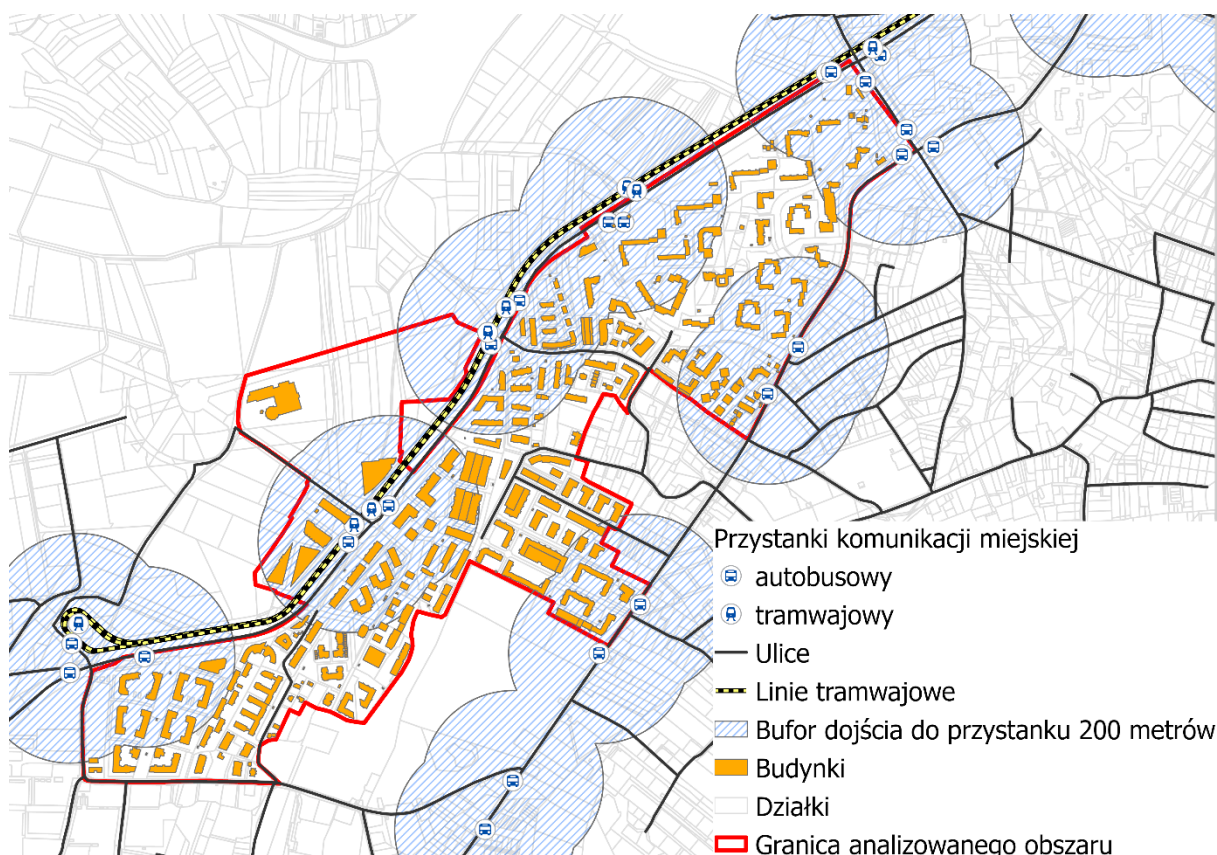 Przystanki komunikacji miejskiej
autobusowy
tramwajowy
Ulice
Linie tramwajowe
Bufor dojścia do przystanku 200 metrów
Budynki
Działki
Granica analizowanego obszaru